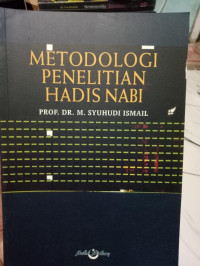 METODOLOGI
PENELITIAN
HADIS NABI
PROF. DR. M. SYUHUDI ISMAIL